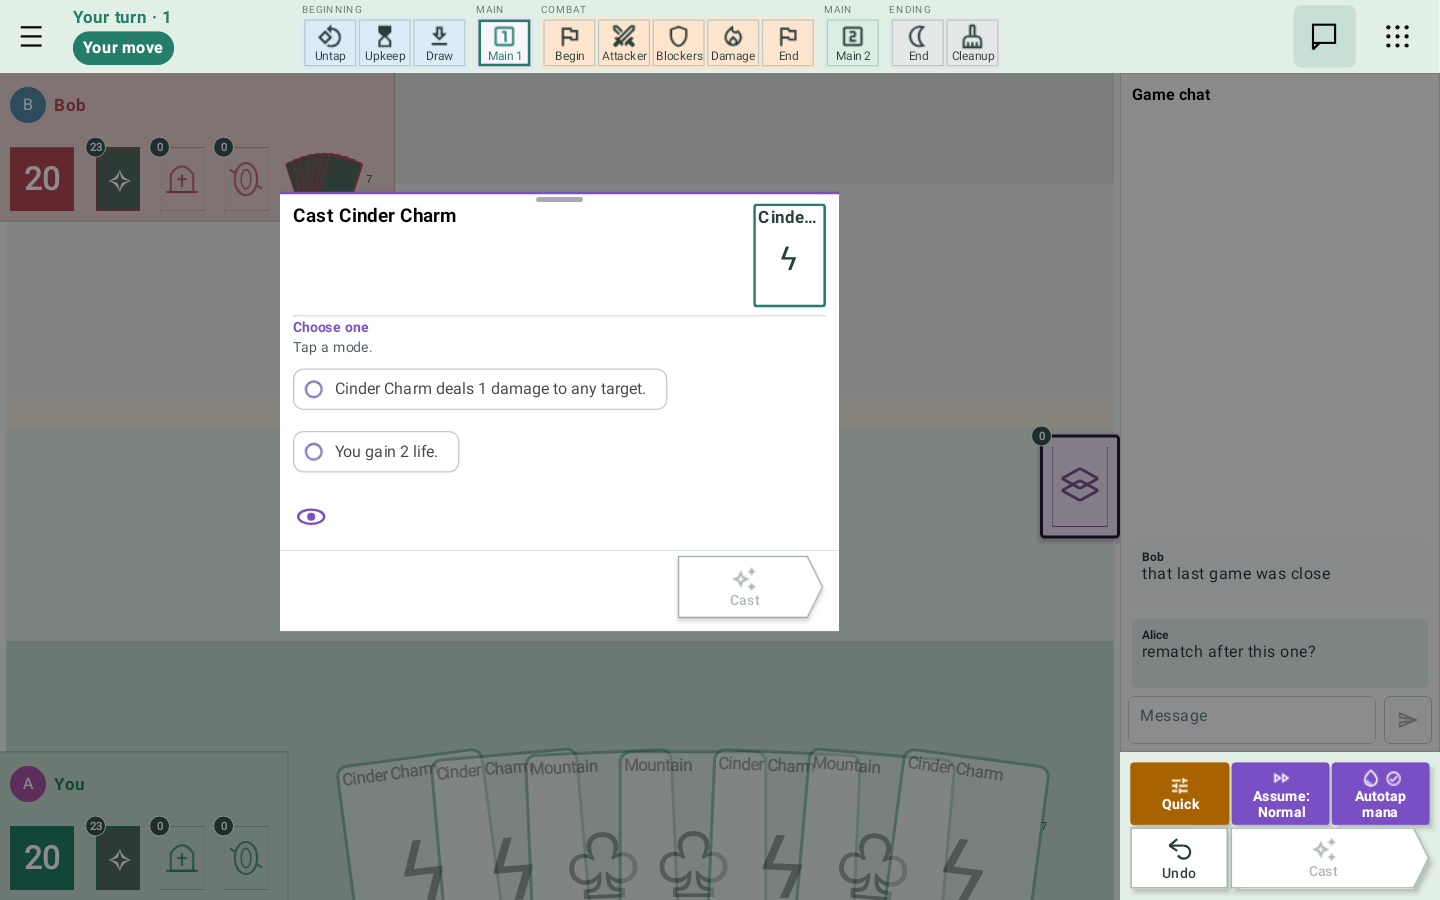 Your turn · 1
Your move
BEGINNING
Untap
Upkeep
Draw
MAIN
1
Main 1
COMBAT
Begin
Attacker
Blockers
Damage
End
MAIN
2
Main 2
ENDING
End
Cleanup
B
Bob
20
23
0
0
7
Game chat
Cast Cinder Charm
Cinde...
Choose one
Tap a mode.
Cinder Charm deals 1 damage to any target.
You gain 2 life.
Cast
0
Bob
that last game was close
Alice
rematch after this one?
Message
A
You
20
23
0
0
Cinder Charm
Cinder Charm
Mountain
Mountain
Cinder Charm
Mountain
Cinder Charm
7
Quick
Assume:
Normal
Autotap
mana
Undo
Cast